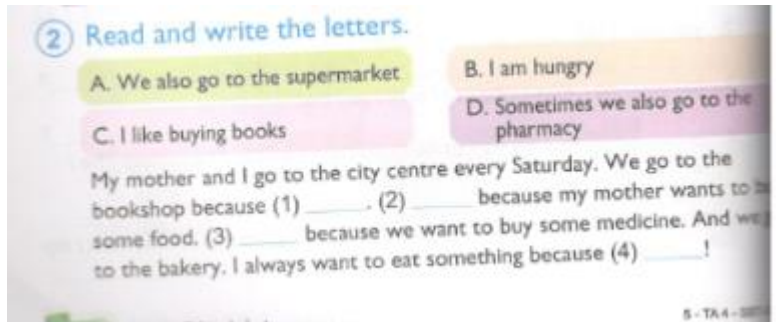 2 Read and write the letters.
A. We also go to the supermarket
B. I am hungry
C. I like buying books
D. Sometimes we also go to the
pharmacy
My mother and I go to the city centre every Saturday. We go to the
bookshop because (1) ______. (2) ______ because my mother wants to
some food. (3) ______ because we want to buy some medicine. And we
to the bakery. I always want to eat something because (4) ______!
5 - TA 4 -